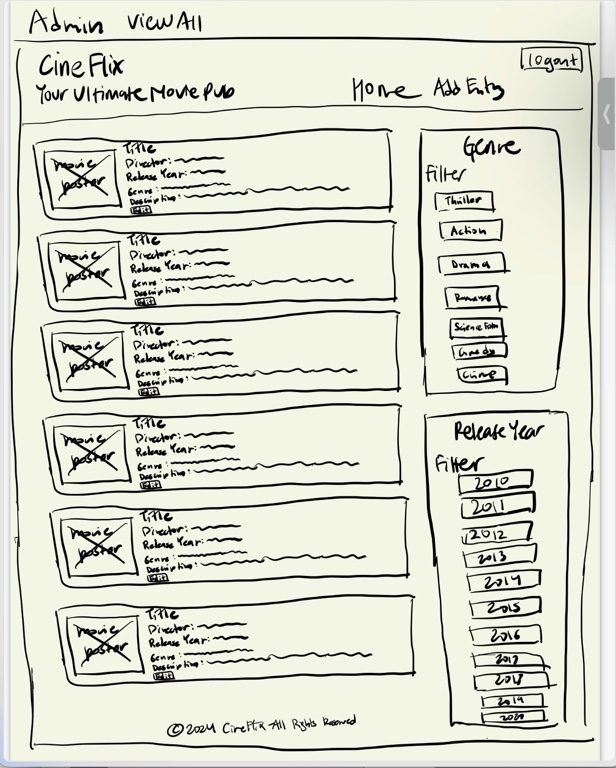 Admin View All
logout
Cine Flix
Your Ultimate Movie Pub
Home Add Entry
movie poster
Title
Director:
Release Year:
Genre:
Description:
Edit
movie poster
Title
Director:
Release Year:
Genre:
Description:
Edit
movie poster
Title
Director:
Release Year:
Genre:
Description:
Edit
movie poster
Title
Director:
Release Year:
Genre:
Description:
Edit
movie poster
Title
Director:
Release Year:
Genre:
Description:
Edit
movie poster
Title
Director:
Release Year:
Genre:
Description:
Edit
Genre
Filter
Thriller
Action
Drama
Romance
Science Fiction
Comedy
Crime
Release Year
Filter
2010
2011
2012
2013
2014
2015
2016
2017
2018
2019
2020
© 2024 CineFlix All Rights Reserved